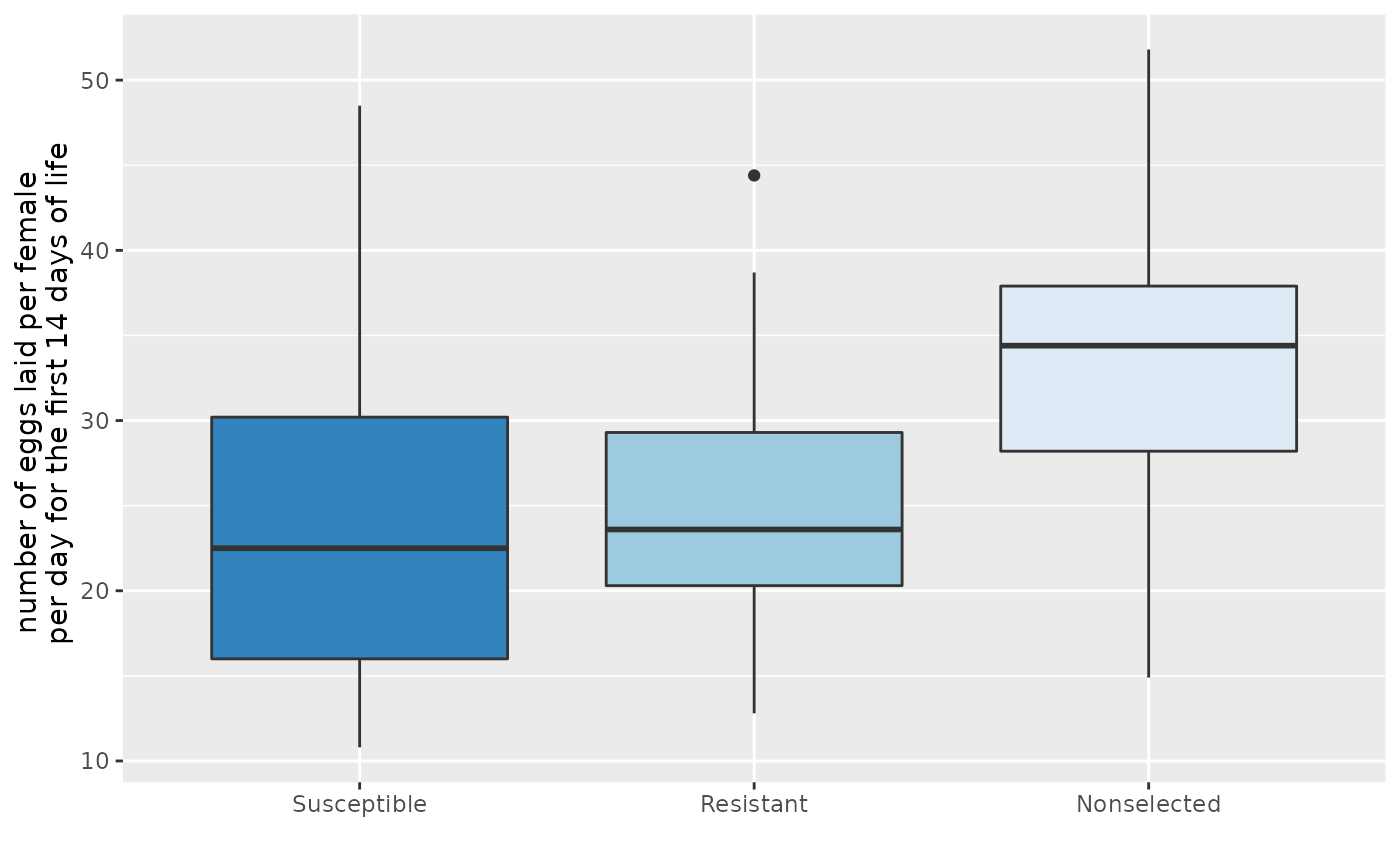 number of eggs laid per female
per day for the first 14 days of life
50
40
30
20
10
Susceptible
Resistant
Nonselected